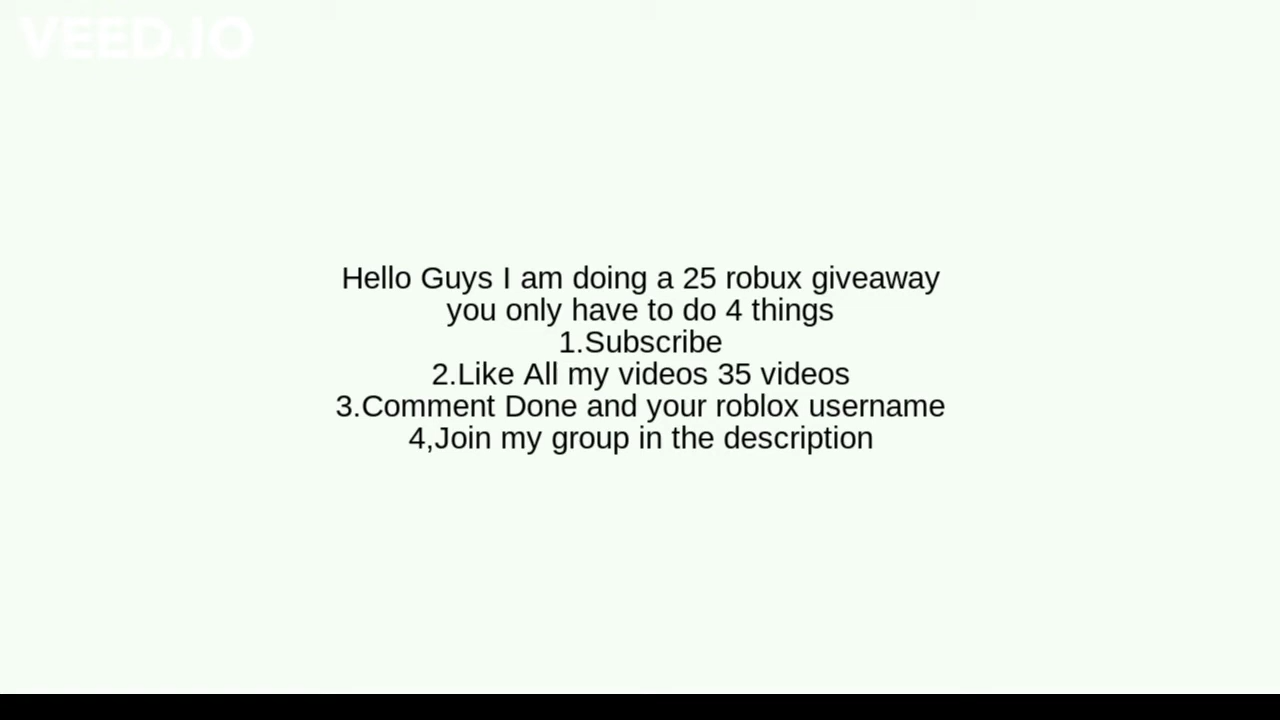 VEED.IO
Hello Guys I am doing a 25 robux giveaway
you only have to do 4 things
1.Subscribe
2.Like All my videos 35 videos
3.Comment Done and your roblox username
4,Join my group in the description